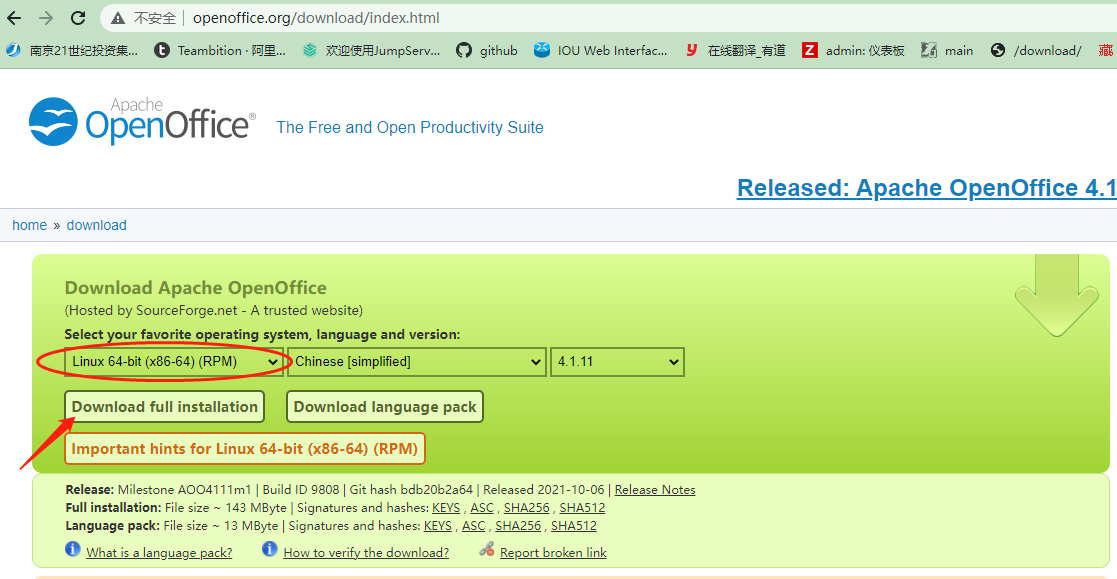 不安全 | openoffice.org/download/index.html
南京21世纪投资集... Teambition · 阿里... 欢迎使用JumpServ... github IOU Web Interfac... 在线翻译_有道 admin: 仪表板 main /download/ 藏
Apache
OpenOffice® The Free and Open Productivity Suite
Released: Apache OpenOffice 4.1
home » download
Download Apache OpenOffice
(Hosted by SourceForge.net - A trusted website)
Select your favorite operating system, language and version:
Linux 64-bit (x86-64) (RPM) Chinese [simplified] 4.1.11
Download full installation Download language pack
Important hints for Linux 64-bit (x86-64) (RPM)
Release: Milestone AOO4111m1 | Build ID 9808 | Git hash bdb20b2a64 | Released 2021-10-06 | Release Notes
Full installation: File size ~ 143 MByte | Signatures and hashes: KEYS , ASC , SHA256 , SHA512
Language pack: File size ~ 13 MByte | Signatures and hashes: KEYS , ASC , SHA256 , SHA512
What is a language pack? How to verify the download? Report broken link